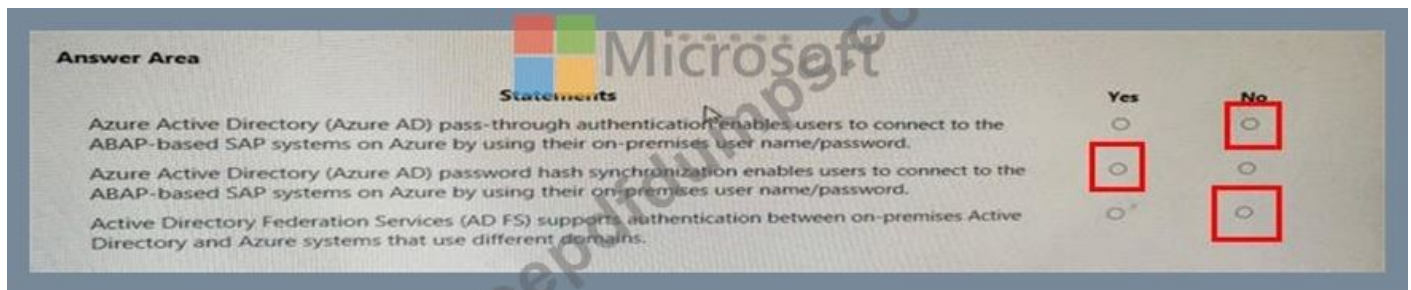 Microsoft
Answer Area
Statements Yes No
Azure Active Directory (Azure AD) pass-through authentication enables users to connect to the
ABAP-based SAP systems on Azure by using their on-premises user name/password.
Azure Active Directory (Azure AD) password hash synchronization enables users to connect to the
ABAP-based SAP systems on Azure by using their on-premises user name/password.
Active Directory Federation Services (AD FS) supports authentication between on-premises Active
Directory and Azure systems that use different domains.